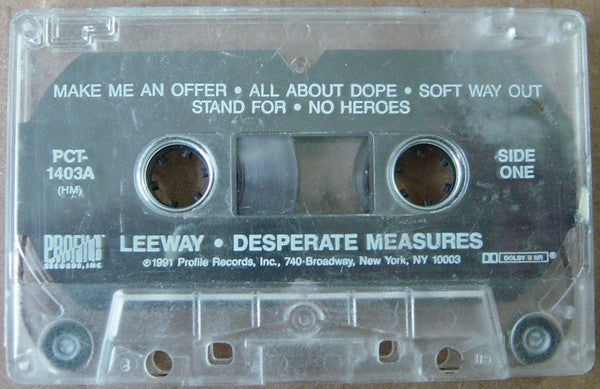 MAKE ME AN OFFER • ALL ABOUT DOPE • SOFT WAY OUT
STAND FOR • NO HEROES
PCT-
1403A
(HM)
SIDE
ONE
PROFILE
RECORDS, INC.
LEEWAY • DESPERATE MEASURES
DOLBY B NR ®
℗1991 Profile Records, Inc., 740 Broadway, New York, NY 10003